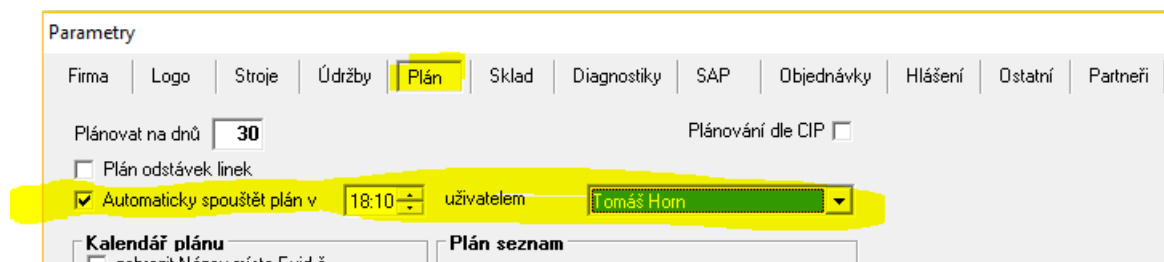 Parametry
Firma Logo Stroje Údržby Plán Sklad Diagnostiky SAP Objednávky Hlášení Ostatní Partneři
Plánovat na dnů 30 Plánování dle CIP
Plán odstávek linek
Automaticky spouštět plán v 18:10 uživatelem Tomáš Horn
Kalendář plánu Plán seznam